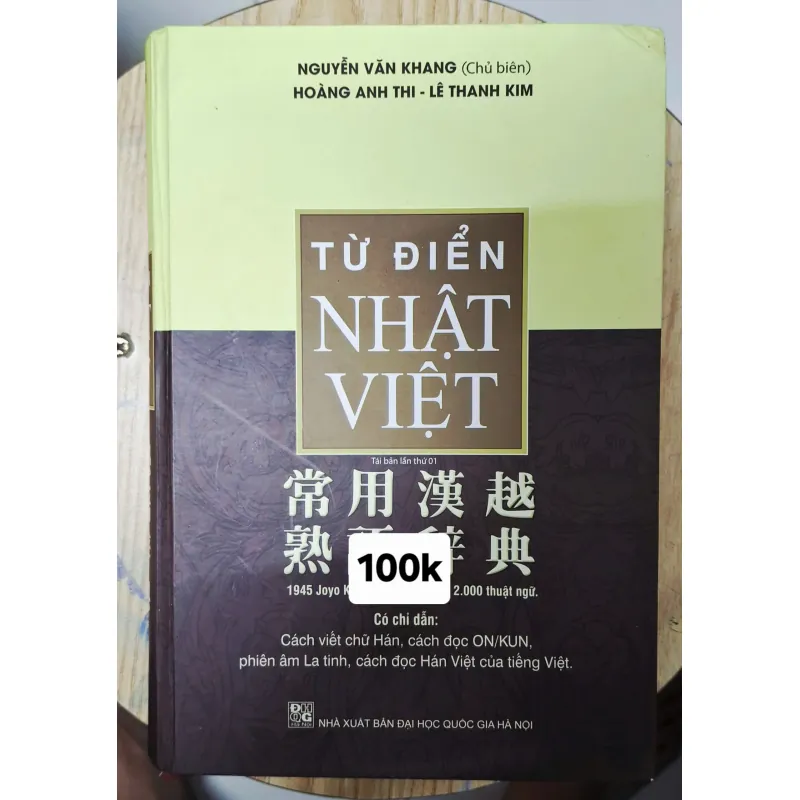 NGUYỄN VĂN KHANG (Chủ biên)
HOÀNG ANH THI - LÊ THANH KIM
TỪ ĐIỂN
NHẬT
VIỆT
Tái bản lần thứ 01
常用漢越
熟 辞典
100k
1945 Joyo 2.000 thuật ngữ.
Có chỉ dẫn:
Cách viết chữ Hán, cách đọc ON/KUN,
phiên âm La tinh, cách đọc Hán Việt của tiếng Việt.
NHÀ XUẤT BẢN ĐẠI HỌC QUỐC GIA HÀ NỘI